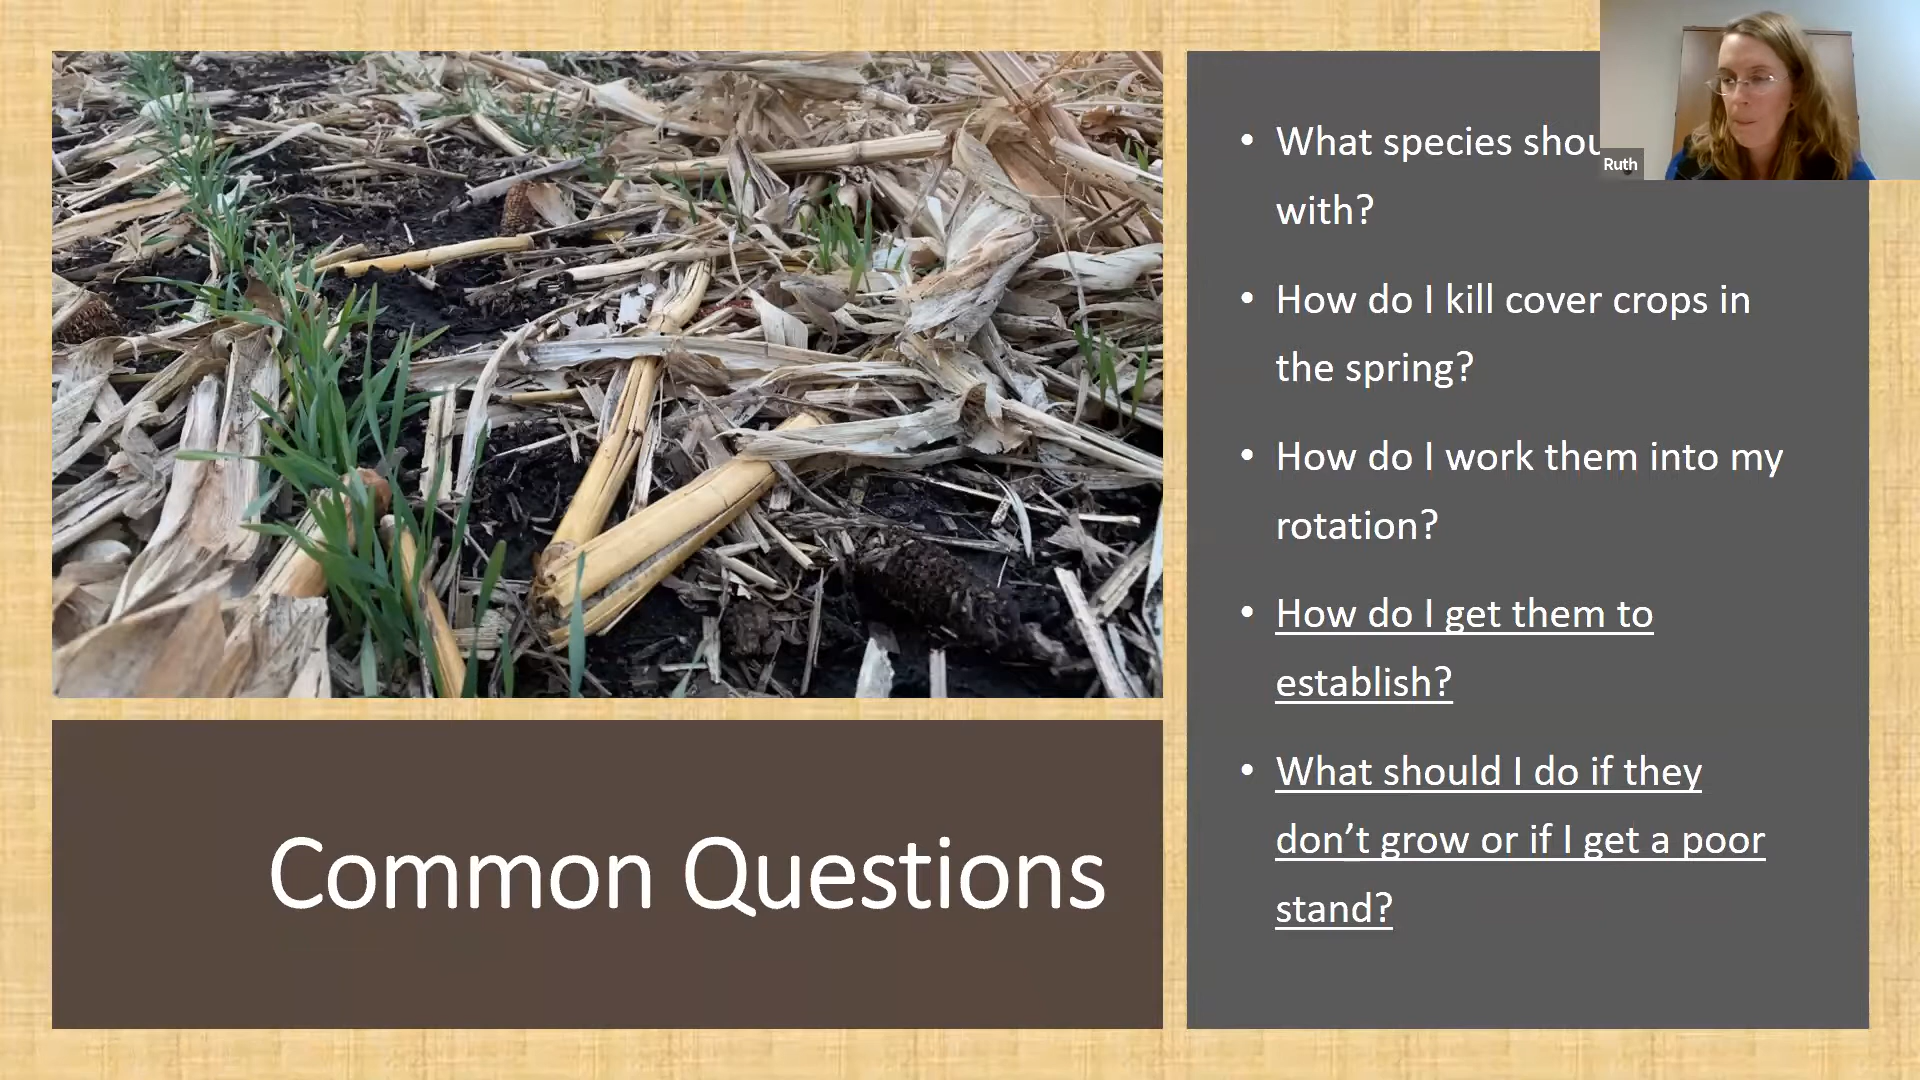 • What species
with?
• How do I kill cover crops in
the spring?
• How do I work them into my
rotation?
• How do I get them to
establish?
• What should I do if they
don’t grow or if I get a poor
stand?
Common Questions
Ruth